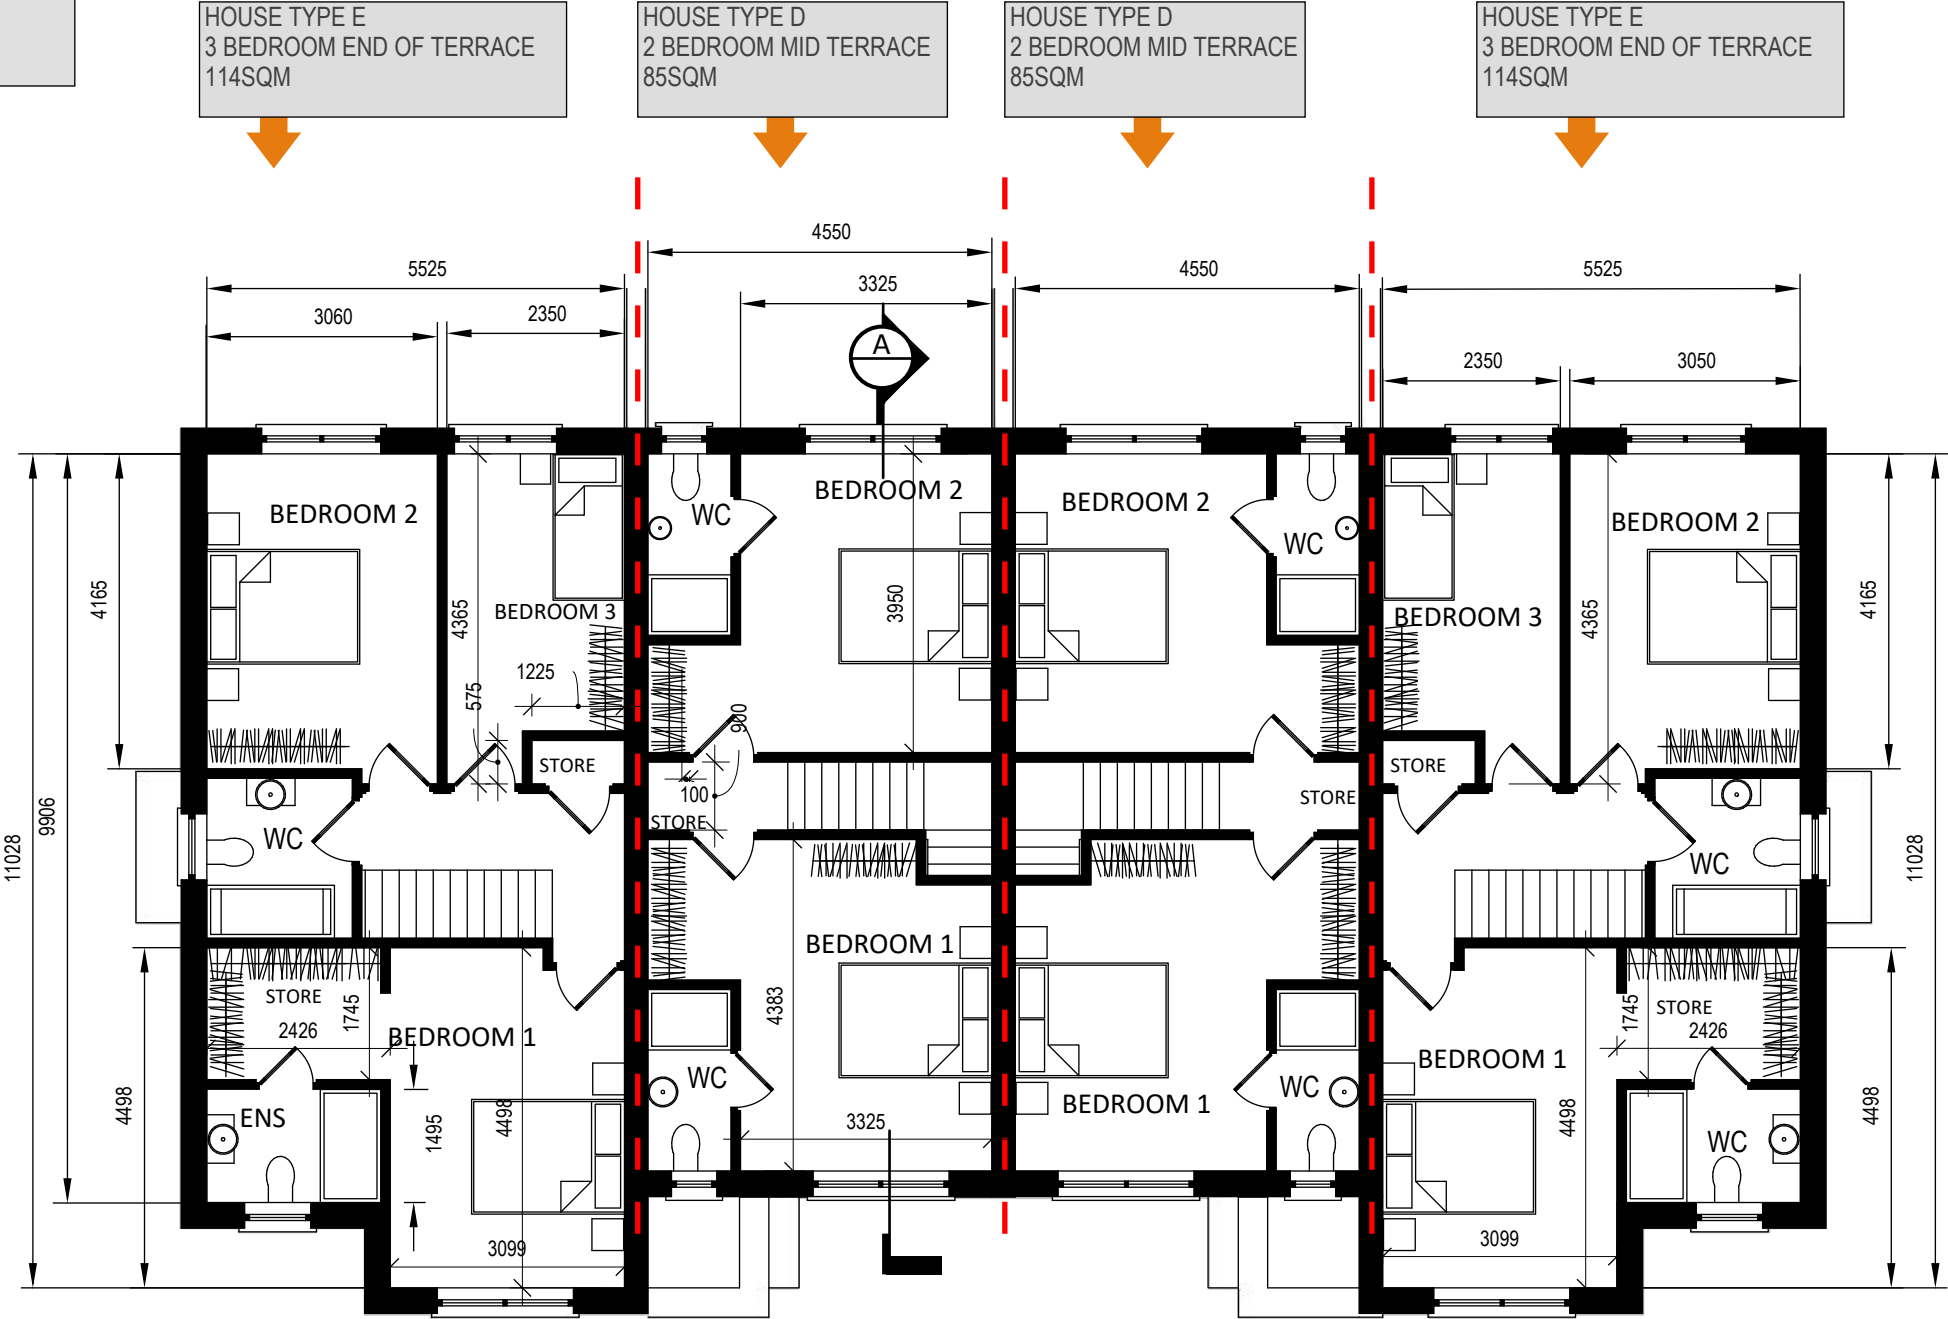 HOUSE TYPE E
3 BEDROOM END OF TERRACE
114SQM
HOUSE TYPE D
2 BEDROOM MID TERRACE
85SQM
HOUSE TYPE D
2 BEDROOM MID TERRACE
85SQM
HOUSE TYPE E
3 BEDROOM END OF TERRACE
114SQM
4550
5525
4550
5525
3325
3060
2350
A
2350
3050
BEDROOM 2
WC
BEDROOM 2
BEDROOM 2
WC
BEDROOM 2
4165
4365
BEDROOM 3
3950
BEDROOM 3
4365
4165
1225
575
900
STORE
100
STORE
STORE
STORE
9906
11028
WC
WC
11028
BEDROOM 1
STORE
2426
1745
BEDROOM 1
4383
1745
STORE
2426
BEDROOM 1
WC
BEDROOM 1
WC
4498
ENS
1495
4498
3325
4498
WC
4498
3099
3099